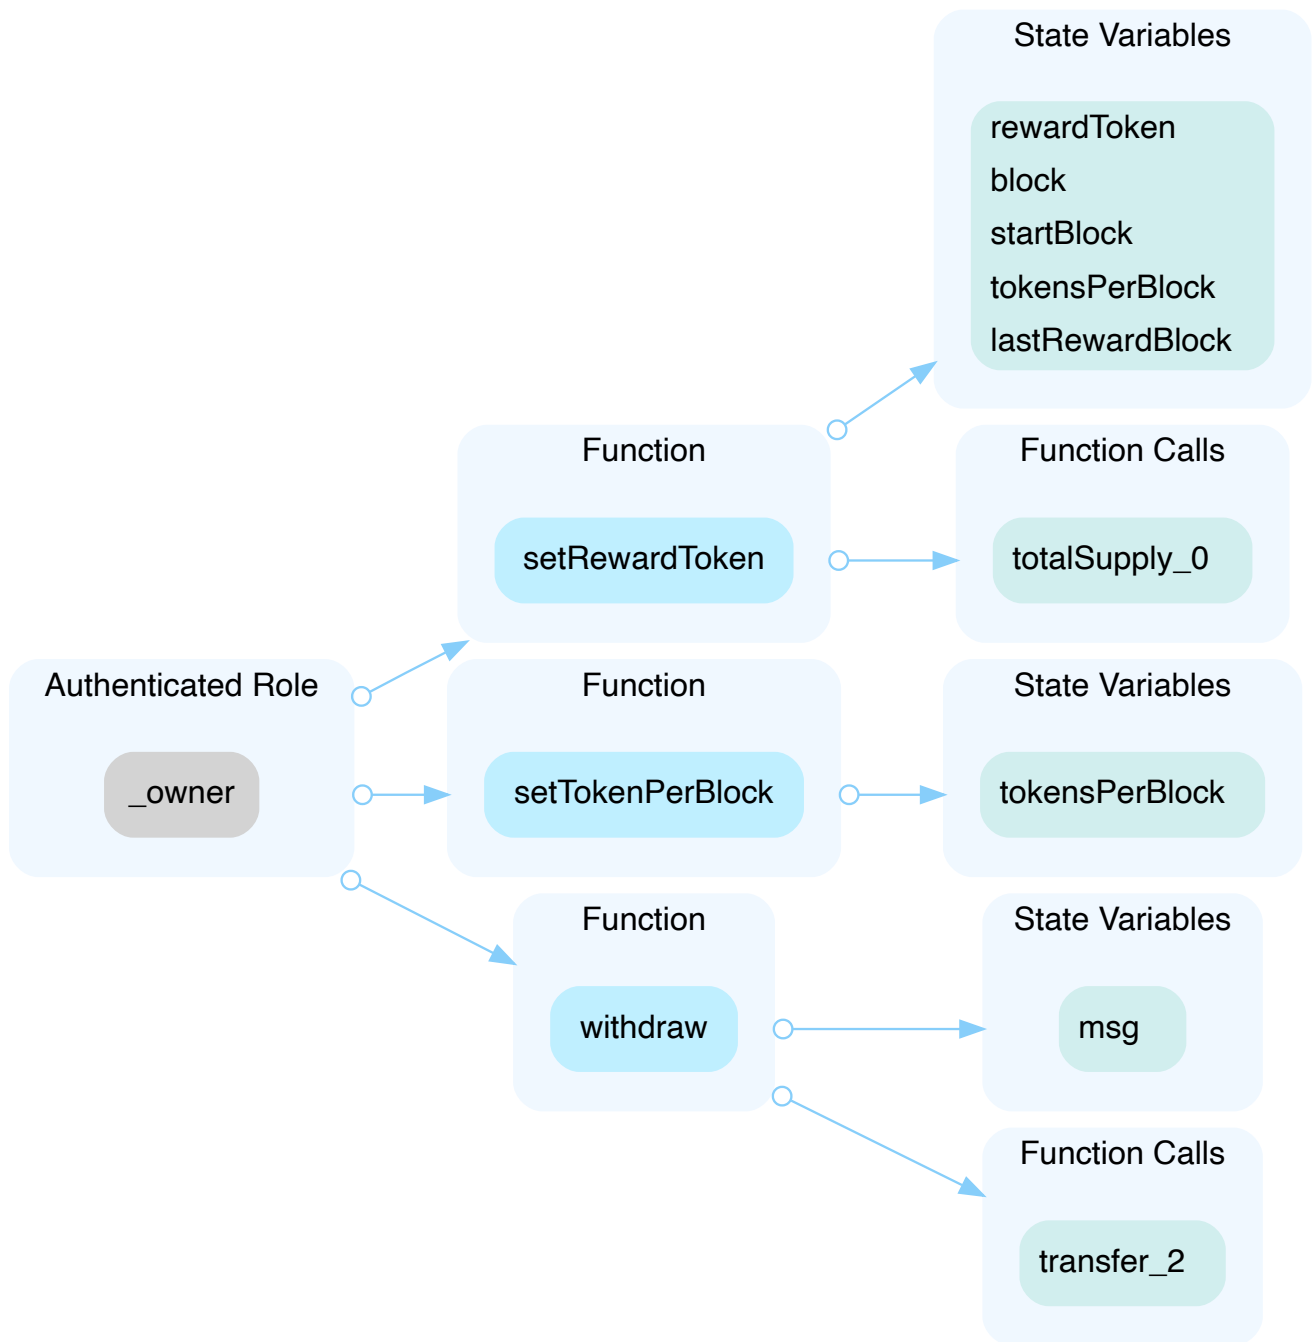 State Variables
rewardToken
block
startBlock
tokensPerBlock
lastRewardBlock
Function
setRewardToken
Function Calls
totalSupply_0
Authenticated Role
_owner
Function
setTokenPerBlock
State Variables
tokensPerBlock
Function
withdraw
State Variables
msg
Function Calls
transfer_2